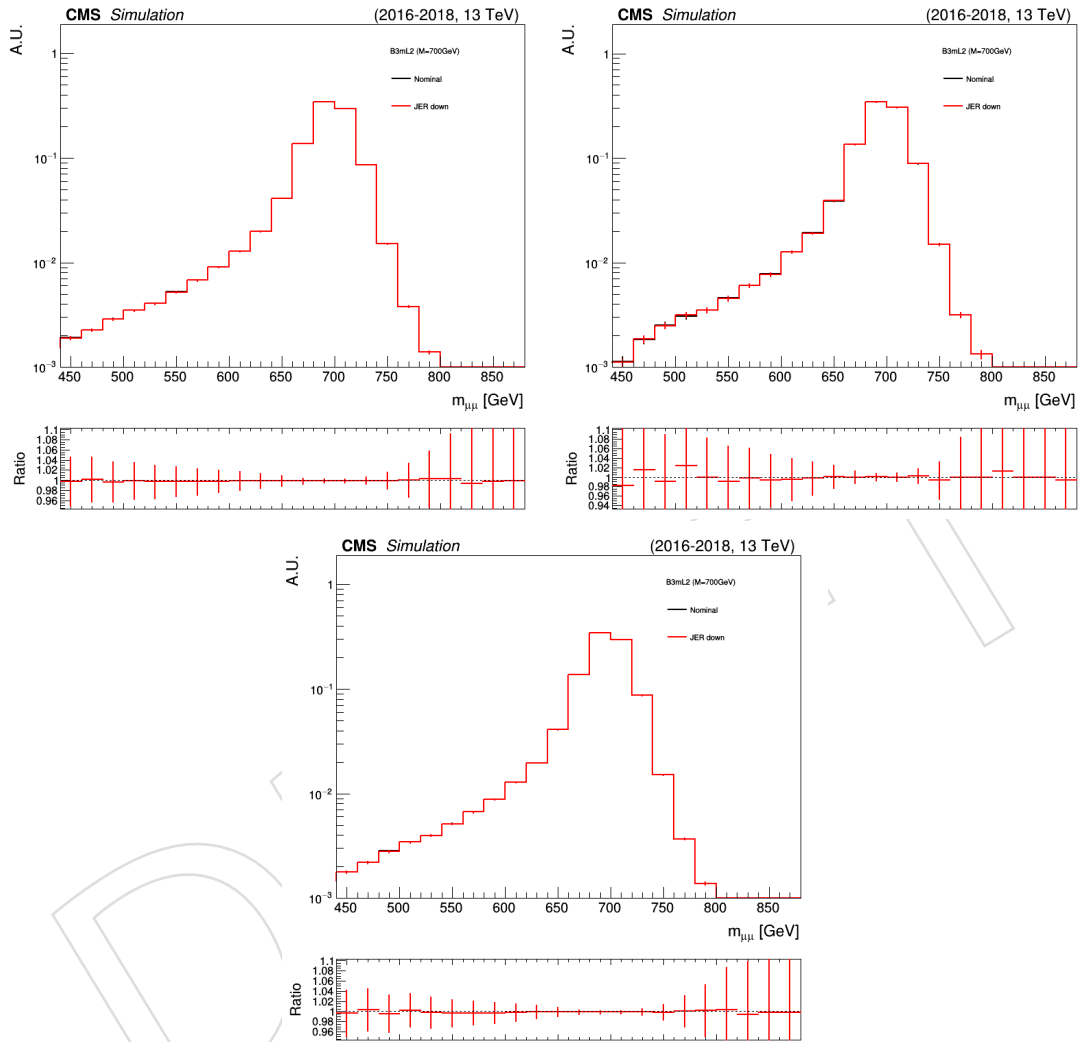 CMS Simulation (2016-2018, 13 TeV)
A.U.
B3mL2 (M=700GeV)
Nominal
JER down
1
10⁻¹
10⁻²
10⁻³
450 500 550 600 650 700 750 800 850
mμμ [GeV]
Ratio
1.1
1.08
1.06
1.04
1.02
1
0.98
0.96
CMS Simulation (2016-2018, 13 TeV)
A.U.
B3mL2 (M=700GeV)
Nominal
JER down
1
10⁻¹
10⁻²
10⁻³
450 500 550 600 650 700 750 800 850
mμμ [GeV]
Ratio
1.1
1.08
1.06
1.04
1.02
1
0.98
0.96
0.94
CMS Simulation (2016-2018, 13 TeV)
A.U.
B3mL2 (M=700GeV)
Nominal
JER down
1
10⁻¹
10⁻²
10⁻³
450 500 550 600 650 700 750 800 850
mμμ [GeV]
Ratio
1.1
1.08
1.06
1.04
1.02
1
0.98
0.96